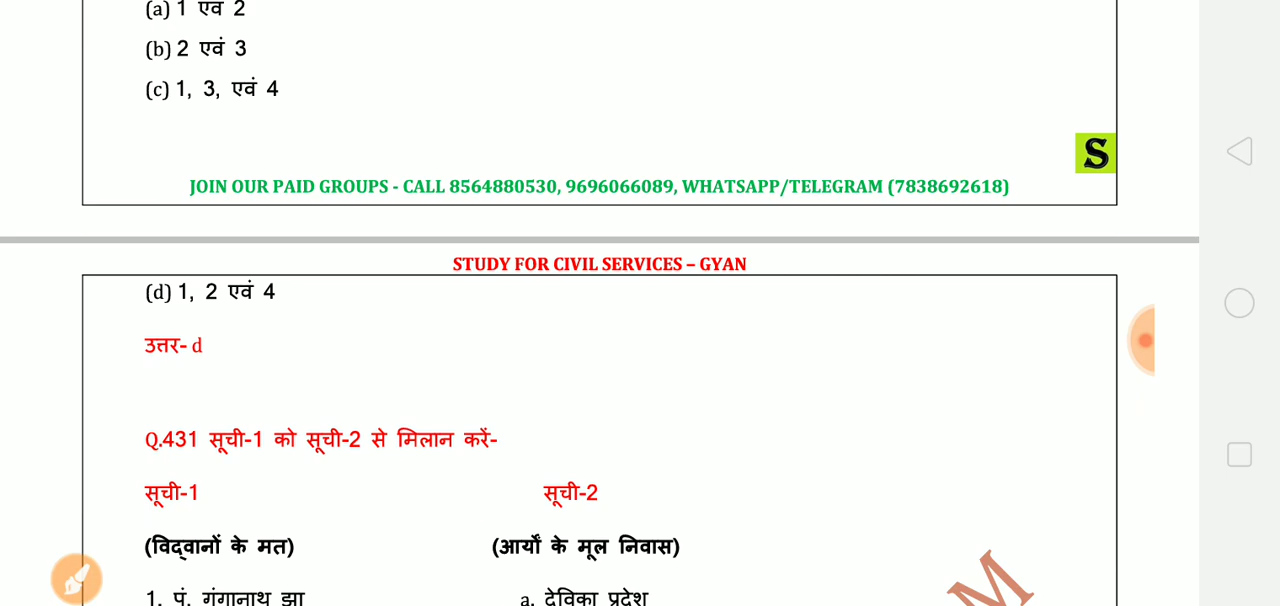 (a) 1 एवं 2
(b) 2 एवं 3
(c) 1, 3, एवं 4
S
JOIN OUR PAID GROUPS - CALL 8564880530, 9696066089, WHATSAPP/TELEGRAM (7838692618)
STUDY FOR CIVIL SERVICES – GYAN
(d) 1, 2 एवं 4
उत्तर- d
Q.431 सूची-1 को सूची-2 से मिलान करें-
सूची-1 सूची-2
(विद्वानों के मत) (आर्यों के मूल निवास)
1. पं. गंगानाथ झा a. देविका प्रदेश
M